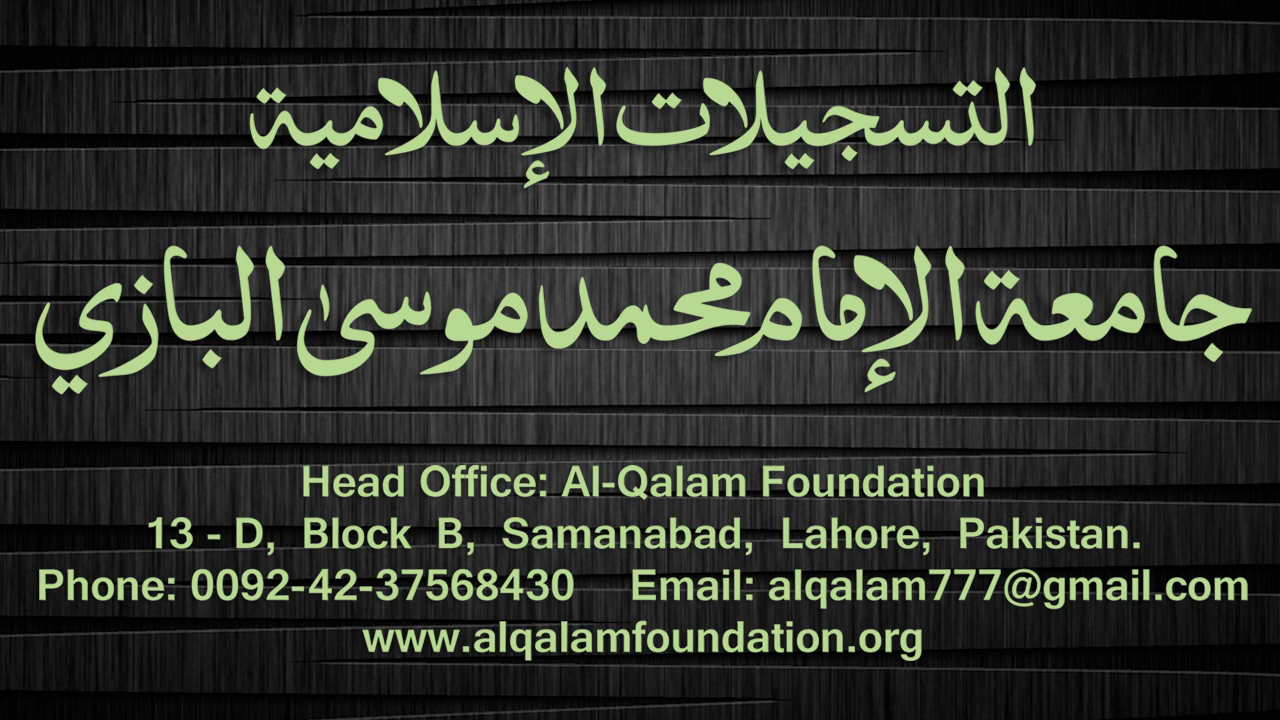 التسجيلات الإسلامية
جامعة الإمام محمد موسىٰ البازي
Head Office: Al-Qalam Foundation
13 - D, Block B, Samanabad, Lahore, Pakistan.
Phone: 0092-42-37568430 Email: alqalam777@gmail.com
www.alqalamfoundation.org